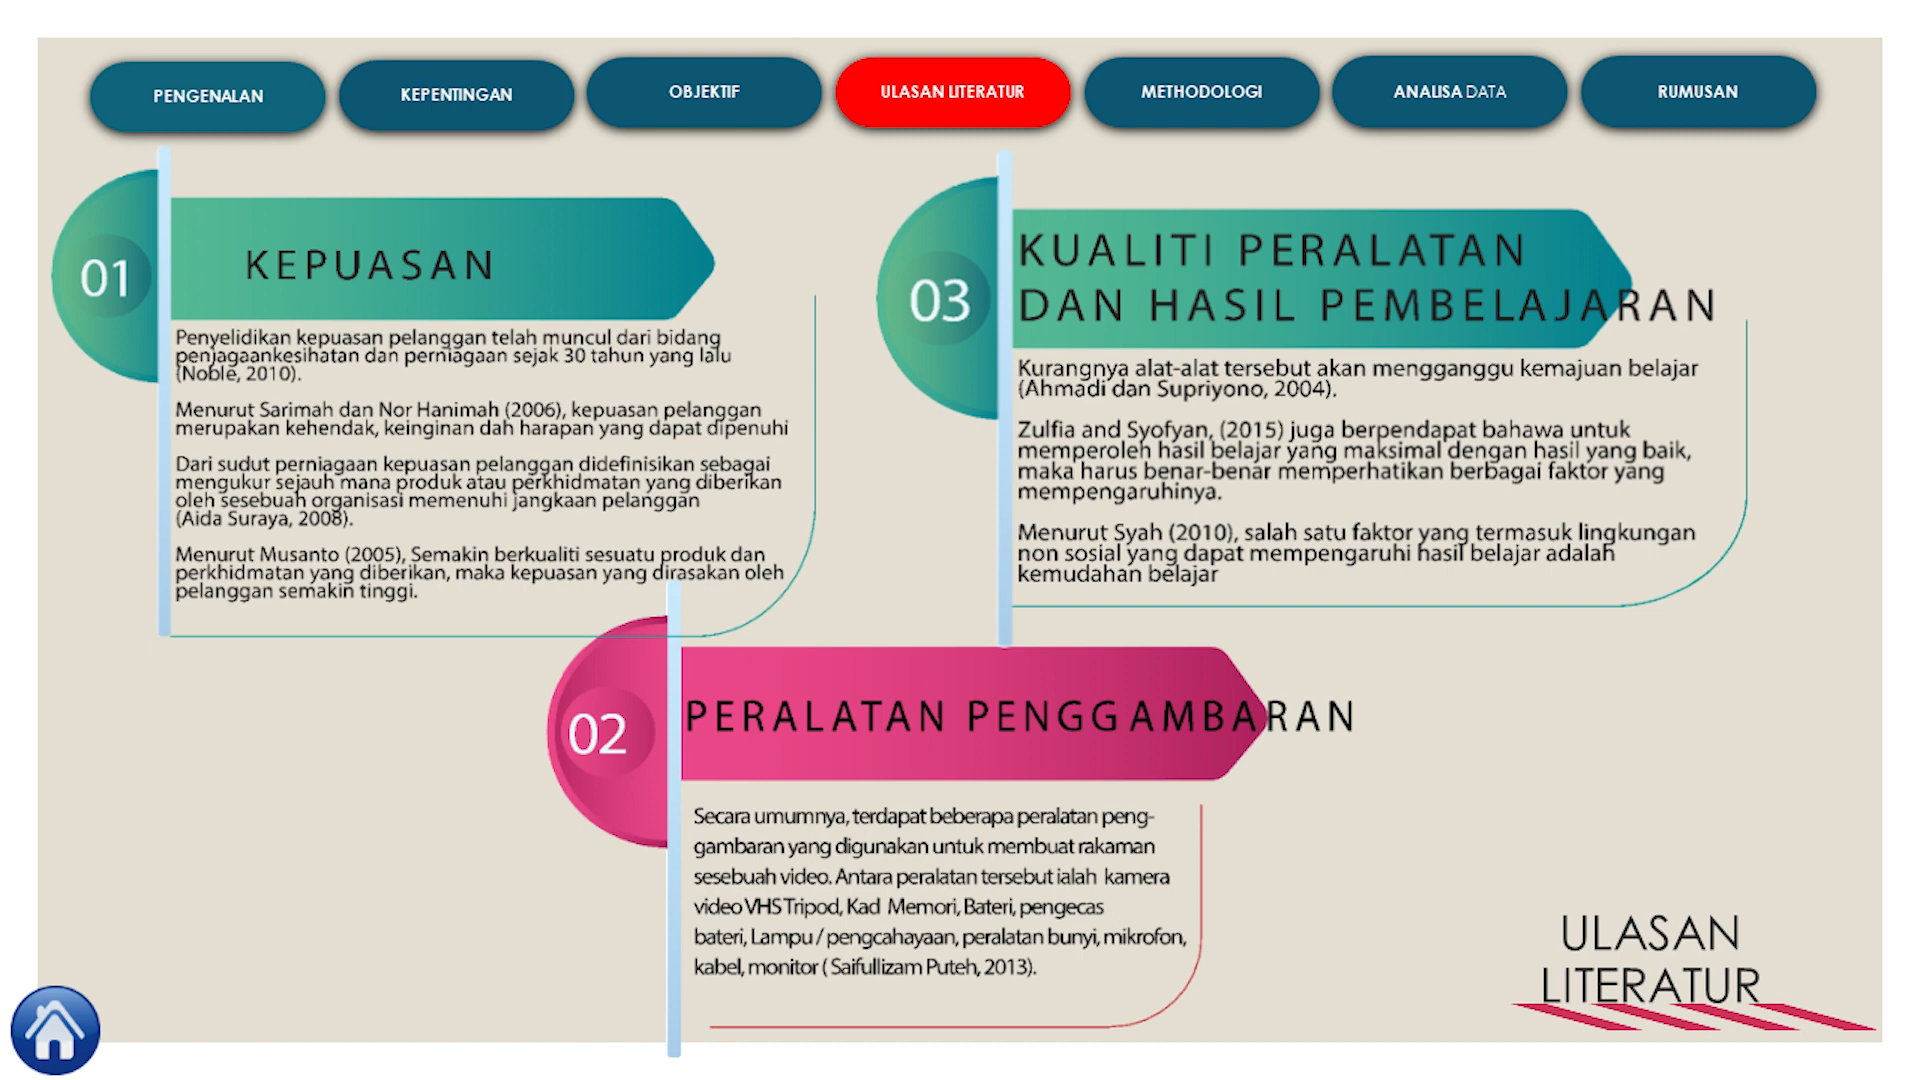 PENGENALAN
KEPENTINGAN
OBJEKTIF
ULASAN LITERATUR
METHODOLOGI
ANALISA DATA
RUMUSAN
01
KEPUASAN
Penyelidikan kepuasan pelanggan telah muncul dari bidang
penjagaankesihatan dan perniagaan sejak 30 tahun yang lalu
(Noble, 2010).
Menurut Sarimah dan Nor Hanimah (2006), kepuasan pelanggan
merupakan kehendak, keinginan dah harapan yang dapat dipenuhi
Dari sudut perniagaan kepuasan pelanggan didefinisikan sebagai
mengukur sejauh mana produk atau perkhidmatan yang diberikan
oleh sesebuah organisasi memenuhi jangkaan pelanggan
(Aida Suraya, 2008).
Menurut Musanto (2005), Semakin berkualiti sesuatu produk dan
perkhidmatan yang diberikan, maka kepuasan yang dirasakan oleh
pelanggan semakin tinggi.
02
PERALATAN PENGGAMBARAN
Secara umumnya, terdapat beberapa peralatan peng-
gambaran yang digunakan untuk membuat rakaman
sesebuah video. Antara peralatan tersebut ialah kamera
video VHS Tripod, Kad Memori, Bateri, pengecas
bateri, Lampu / pengcahayaan, peralatan bunyi, mikrofon,
kabel, monitor ( Saifullizam Puteh, 2013).
03
KUALITI PERALATAN
DAN HASIL PEMBELAJARAN
Kurangnya alat-alat tersebut akan mengganggu kemajuan belajar
(Ahmadi dan Supriyono, 2004).
Zulfia and Syofyan, (2015) juga berpendapat bahawa untuk
memperoleh hasil belajar yang maksimal dengan hasil yang baik,
maka harus benar-benar memperhatikan berbagai faktor yang
mempengaruhinya.
Menurut Syah (2010), salah satu faktor yang termasuk lingkungan
non sosial yang dapat mempengaruhi hasil belajar adalah
kemudahan belajar
ULASAN
LITERATUR